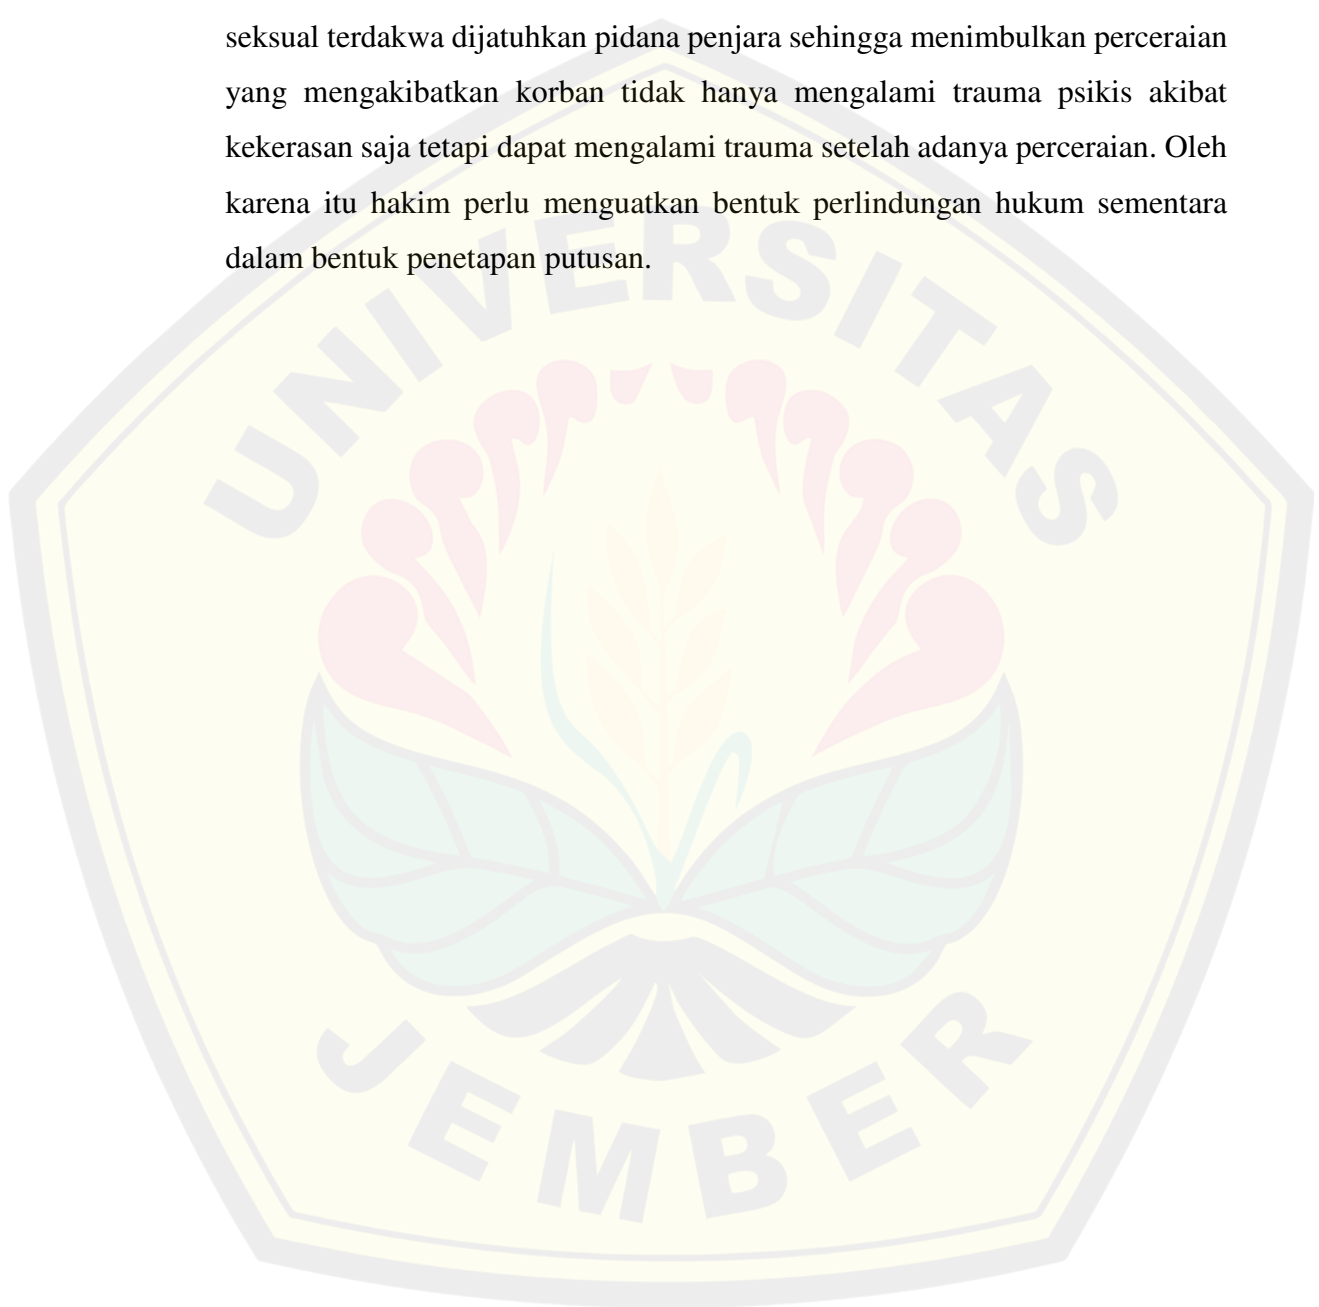 seksual terdakwa dijatuhkan pidana penjara sehingga menimbulkan perceraian
yang mengakibatkan korban tidak hanya mengalami trauma psikis akibat
kekerasan saja tetapi dapat mengalami trauma setelah adanya perceraian. Oleh
karena itu hakim perlu menguatkan bentuk perlindungan hukum sementara
dalam bentuk penetapan putusan.
UNIVERSITAS
JEMBER